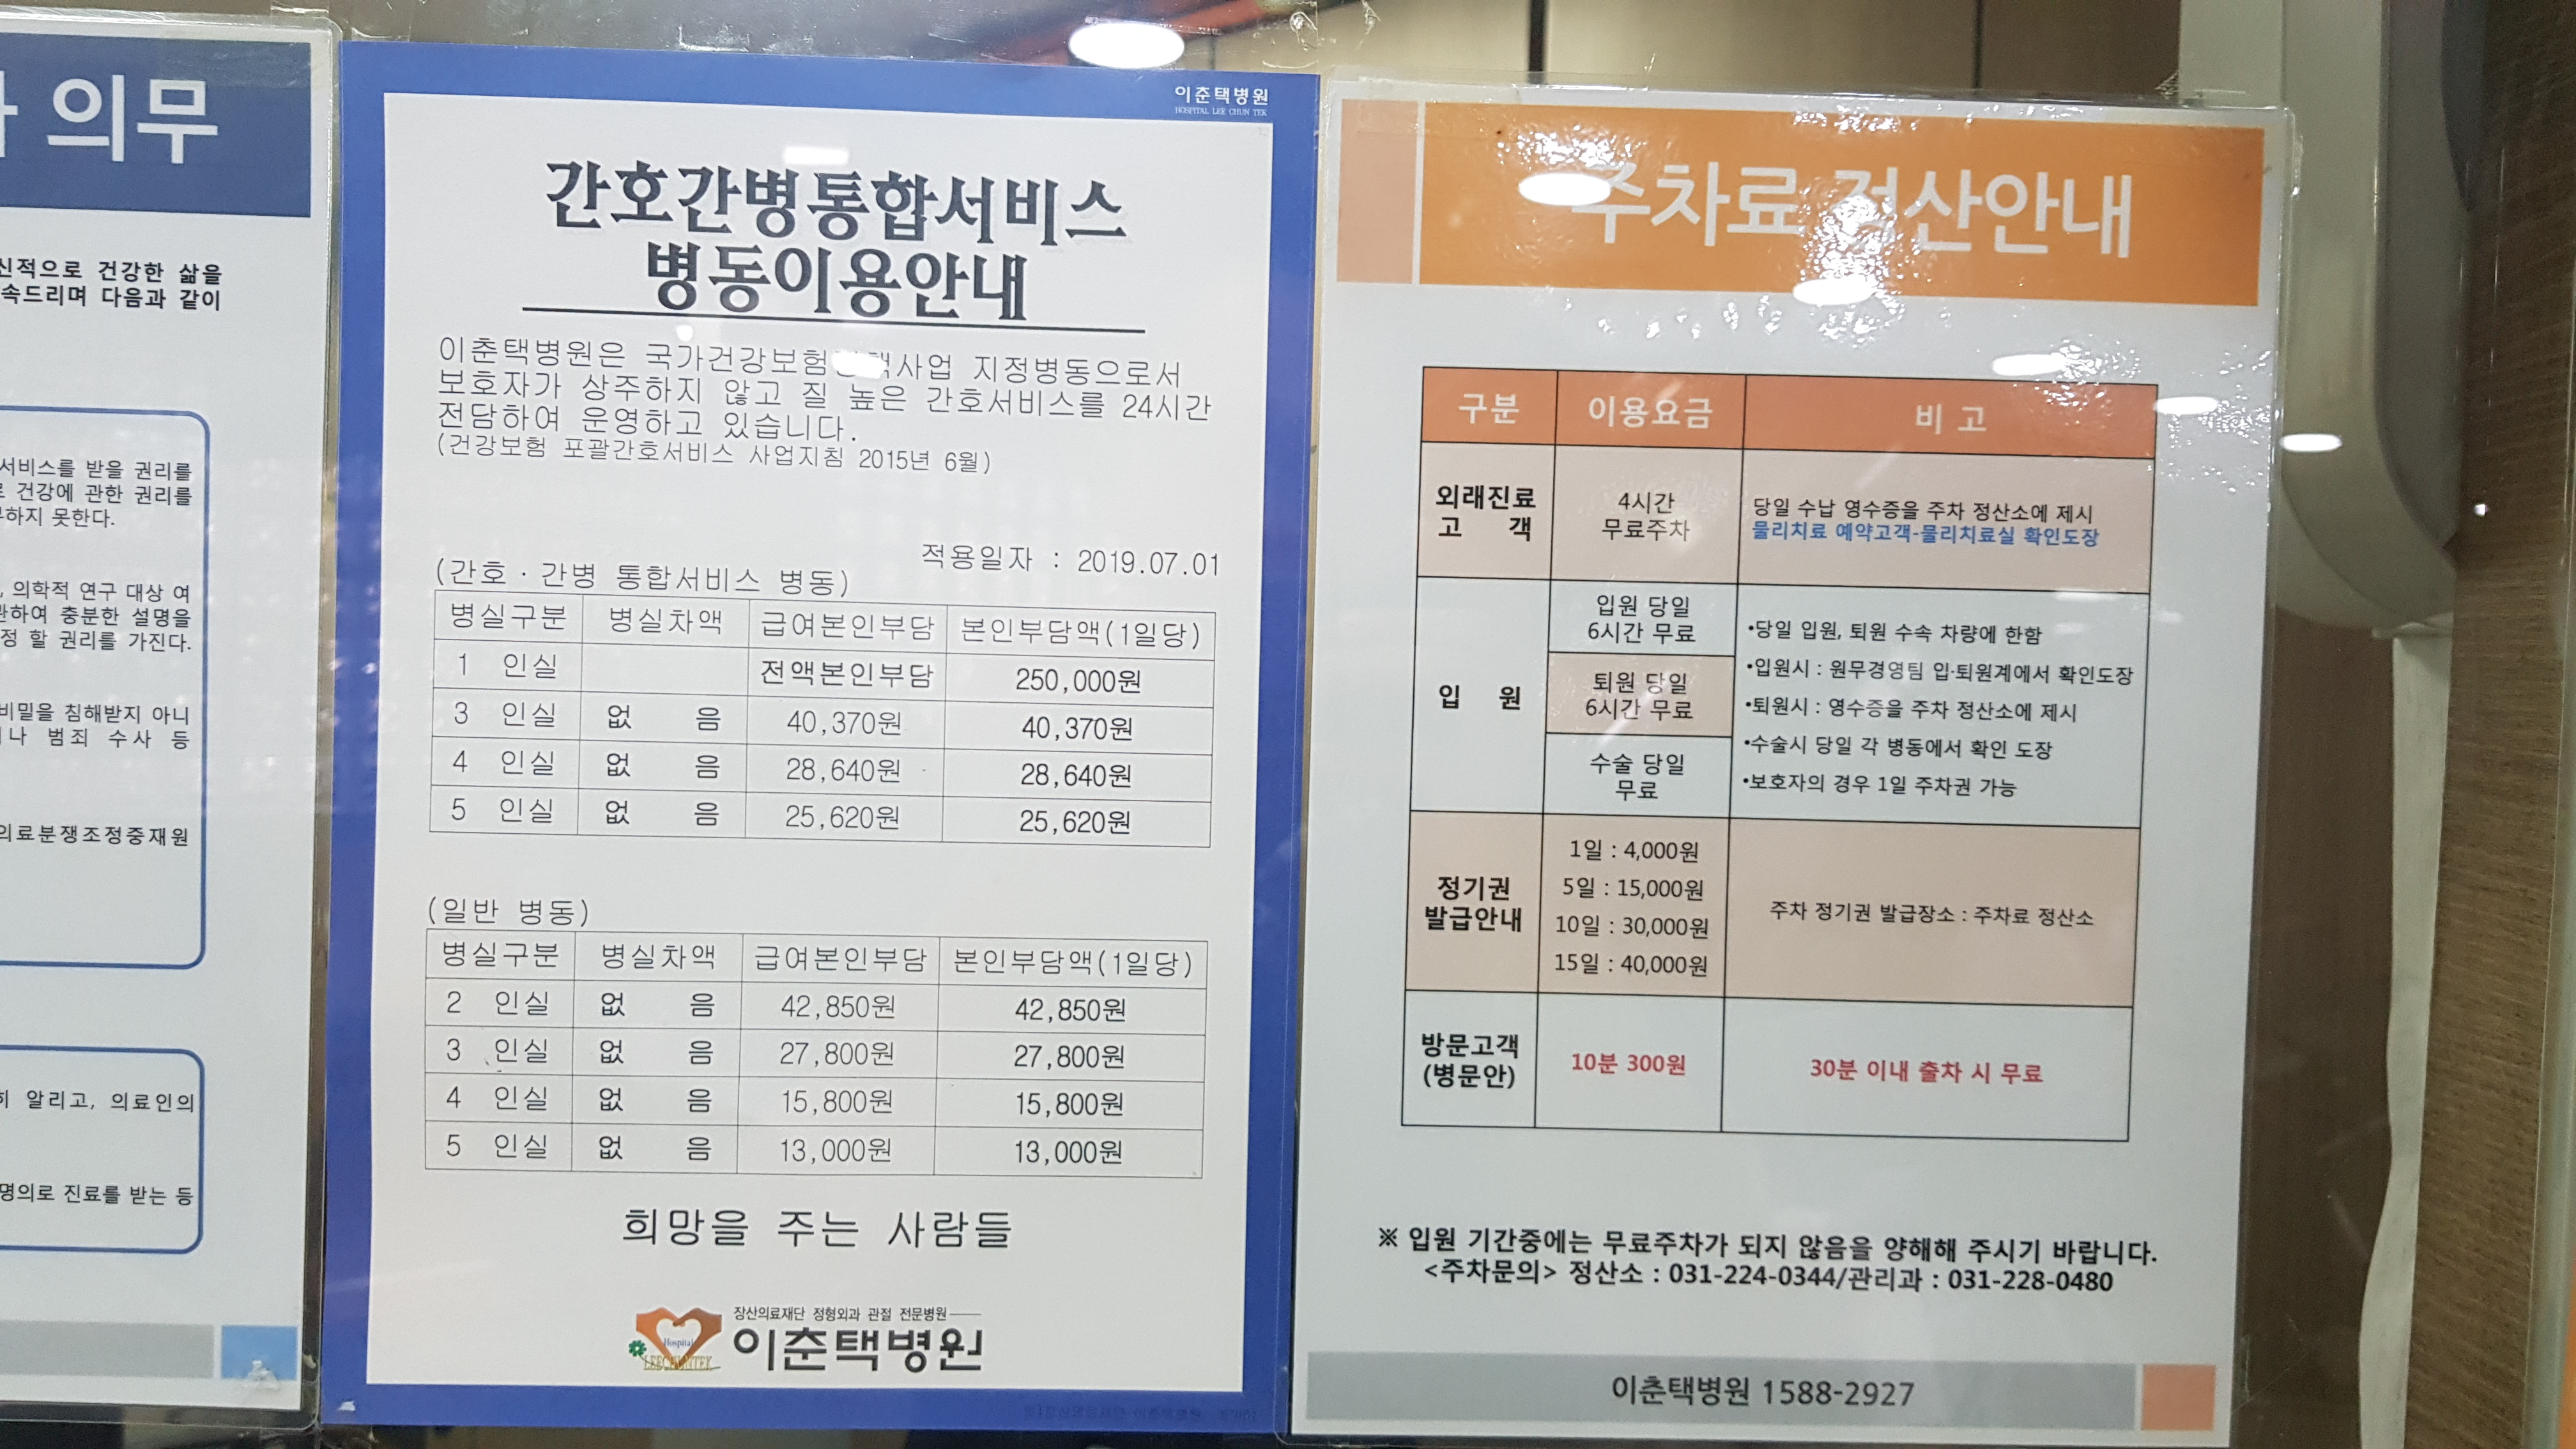 의무
건강한 삶을
속드리며 다음과 같이
서비스를 받을 권리를
건강에 관한 권리를
하지 못한다.
의학적 연구 대상 여
하여 충분한 설명을
정 할 권리를 가진다.
비밀을 침해받지 아니
나 범죄 수사 등
의료분쟁조정중재원
알리고, 의료인의
명의로 진료를 받는 등
이춘택병원
HOSPITAL LEE CHUN TEK
간호간병통합서비스
병동이용안내
이춘택병원은 지정병동으로서
보호자가 상주하지 않고 질 높은 간호서비스를 24시간
전담하여 운영하고 있습니다.
(건강보험 포괄간호서비스 사업지침 2015년 6월)
적용일자 : 2019.07.01
(간호·간병 통합서비스 병동)
병실구분 병실차액 급여본인부담 본인부담액(1일당)
1 인실 전액본인부담 250,000원
3 인실 없 음 40,370원 40,370원
4 인실 없 음 28,640원 28,640원
5 인실 없 음 25,620원 25,620원
(일반 병동)
병실구분 병실차액 급여본인부담 본인부담액(1일당)
2 인실 없 음 42,850원 42,850원
3 인실 없 음 27,800원 27,800원
4 인실 없 음 15,800원 15,800원
5 인실 없 음 13,000원 13,000원
희망을 주는 사람들
장산의료재단 정형외과 관절 전문병원
Hospital
LEECHUNTEK
이춘택병원
주차료 정산안내
구분 이용요금 비 고
외래진료
고 객
4시간
무료주차
당일 수납 영수증을 주차 정산소에 제시
물리치료 예약고객-물리치료실 확인도장
입 원
입원 당일
6시간 무료
퇴원 당일
6시간 무료
수술 당일
무료
•당일 입원, 퇴원 수속 차량에 한함
•입원시 : 원무경영팀 입·퇴원계에서 확인도장
•퇴원시 : 영수증을 주차 정산소에 제시
•수술시 당일 각 병동에서 확인 도장
•보호자의 경우 1일 주차권 가능
정기권
발급안내
1일 : 4,000원
5일 : 15,000원
10일 : 30,000원
15일 : 40,000원
주차 정기권 발급장소 : 주차료 정산소
방문고객
(병문안)
10분 300원
30분 이내 출차 시 무료
※ 입원 기간중에는 무료주차가 되지 않음을 양해해 주시기 바랍니다.
<주차문의> 정산소 : 031-224-0344/관리과 : 031-228-0480
이춘택병원 1588-2927